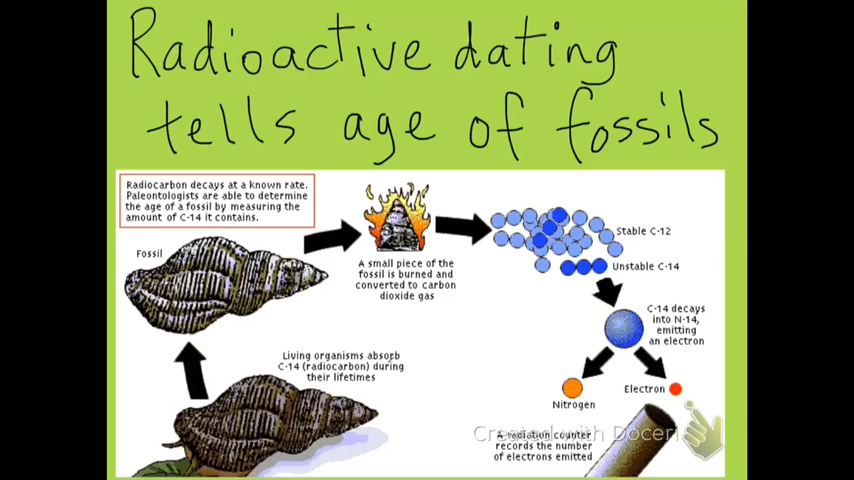 Radioactive dating
tells age of fossils
Radiocarbon decays at a known rate.
Paleontologists are able to determine
the age of a fossil by measuring the
amount of C-14 it contains.
Fossil
A small piece of the
fossil is burned and
converted to carbon
dioxide gas
Stable C-12
Unstable C-14
C-14 decays
into N-14,
emitting
an electron
Living organisms absorb
C-14 (radiocarbon) during
their lifetimes
Nitrogen
Electron
A radiation counter
records the number
of electrons emitted
Created with Doceri